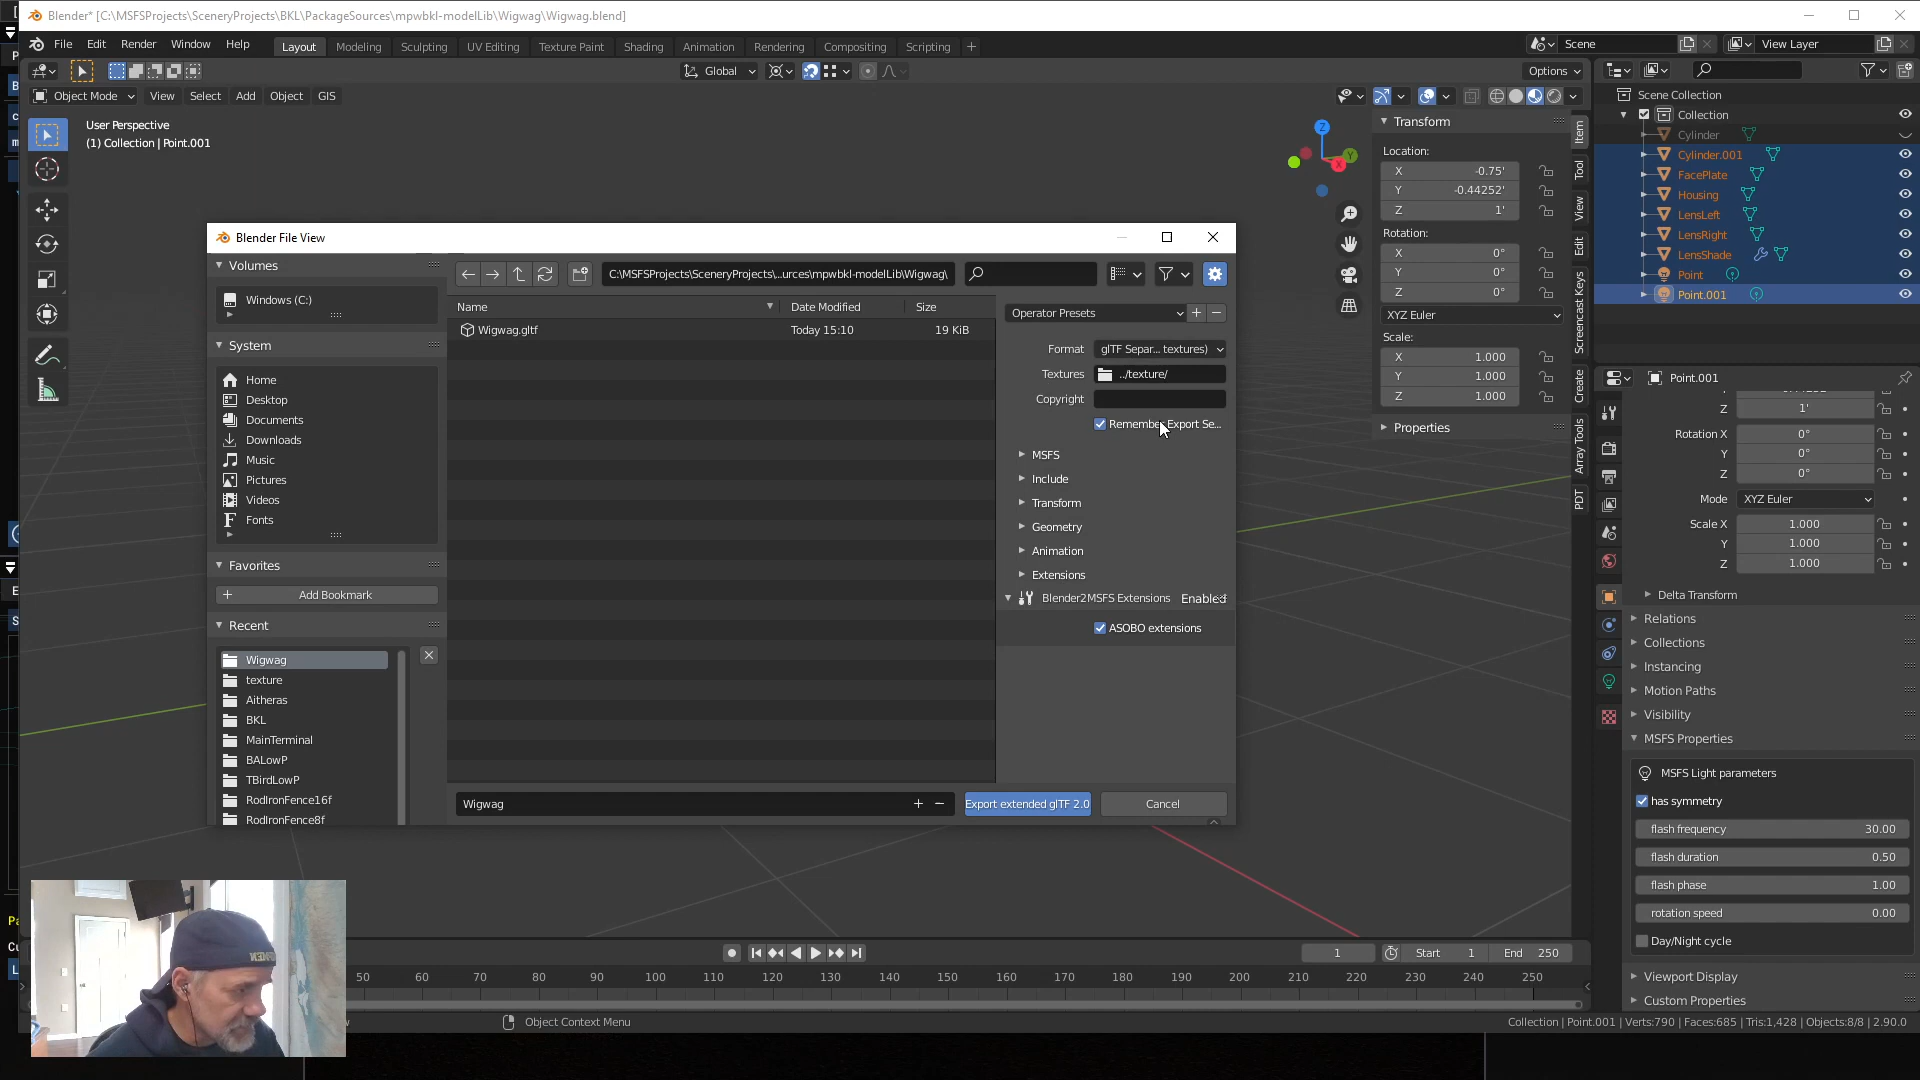 Blender* [C:\MSFSProjects\SceneryProjects\BKL\PackageSources\mpwbkl-modelLib\Wigwag\Wigwag.blend]
File Edit Render Window Help Layout Modeling Sculpting UV Editing Texture Paint Shading Animation Rendering Compositing Scripting + Scene View Layer
Global Options
Object Mode View Select Add Object GIS
User Perspective
(1) Collection | Point.001
Transform
Location:
X -0.75'
Y -0.44252'
Z 1'
Rotation:
X 0°
Y 0°
Z 0°
XYZ Euler
Scale:
X 1.000
Y 1.000
Z 1.000
Properties
Item
Tool
View
Edit
Screencast Keys
Create
Array Tools
PDT
Z
Y
X
Scene Collection
Collection
Cylinder
Cylinder.001
FacePlate
Housing
LensLeft
LensRight
LensShade
Point
Point.001
Point.001
Z 1'
Rotation X 0°
Y 0°
Z 0°
Mode XYZ Euler
Scale X 1.000
Y 1.000
Z 1.000
Delta Transform
Relations
Collections
Instancing
Motion Paths
Visibility
MSFS Properties
MSFS Light parameters
has symmetry
flash frequency 30.00
flash duration 0.50
flash phase 1.00
rotation speed 0.00
Day/Night cycle
Viewport Display
Custom Properties
Blender File View
Volumes
Windows (C:)
System
Home
Desktop
Documents
Downloads
Music
Pictures
Videos
Fonts
Favorites
Add Bookmark
Recent
Wigwag
texture
Aitheras
BKL
MainTerminal
BALowP
TBirdLowP
RodIronFence16f
RodIronFence8f
C:\MSFSProjects\SceneryProjects\...urces\mpwbkl-modelLib\Wigwag\
Name Date Modified Size
Wigwag.gltf Today 15:10 19 KiB
Operator Presets
Format glTF Separ... textures)
Textures ../texture/
Copyright
Remember Export Se...
MSFS
Include
Transform
Geometry
Animation
Extensions
Blender2MSFS Extensions Enabled
ASOBO extensions
Wigwag
Export extended glTF 2.0 Cancel
1 Start 1 End 250
50 60 70 80 90 100 110 120 130 140 150 160 170 180 190 200 210 220 230 240 250
Object Context Menu
Collection | Point.001 | Verts:790 | Faces:685 | Tris:1,428 | Objects:8/8 | 2.90.0